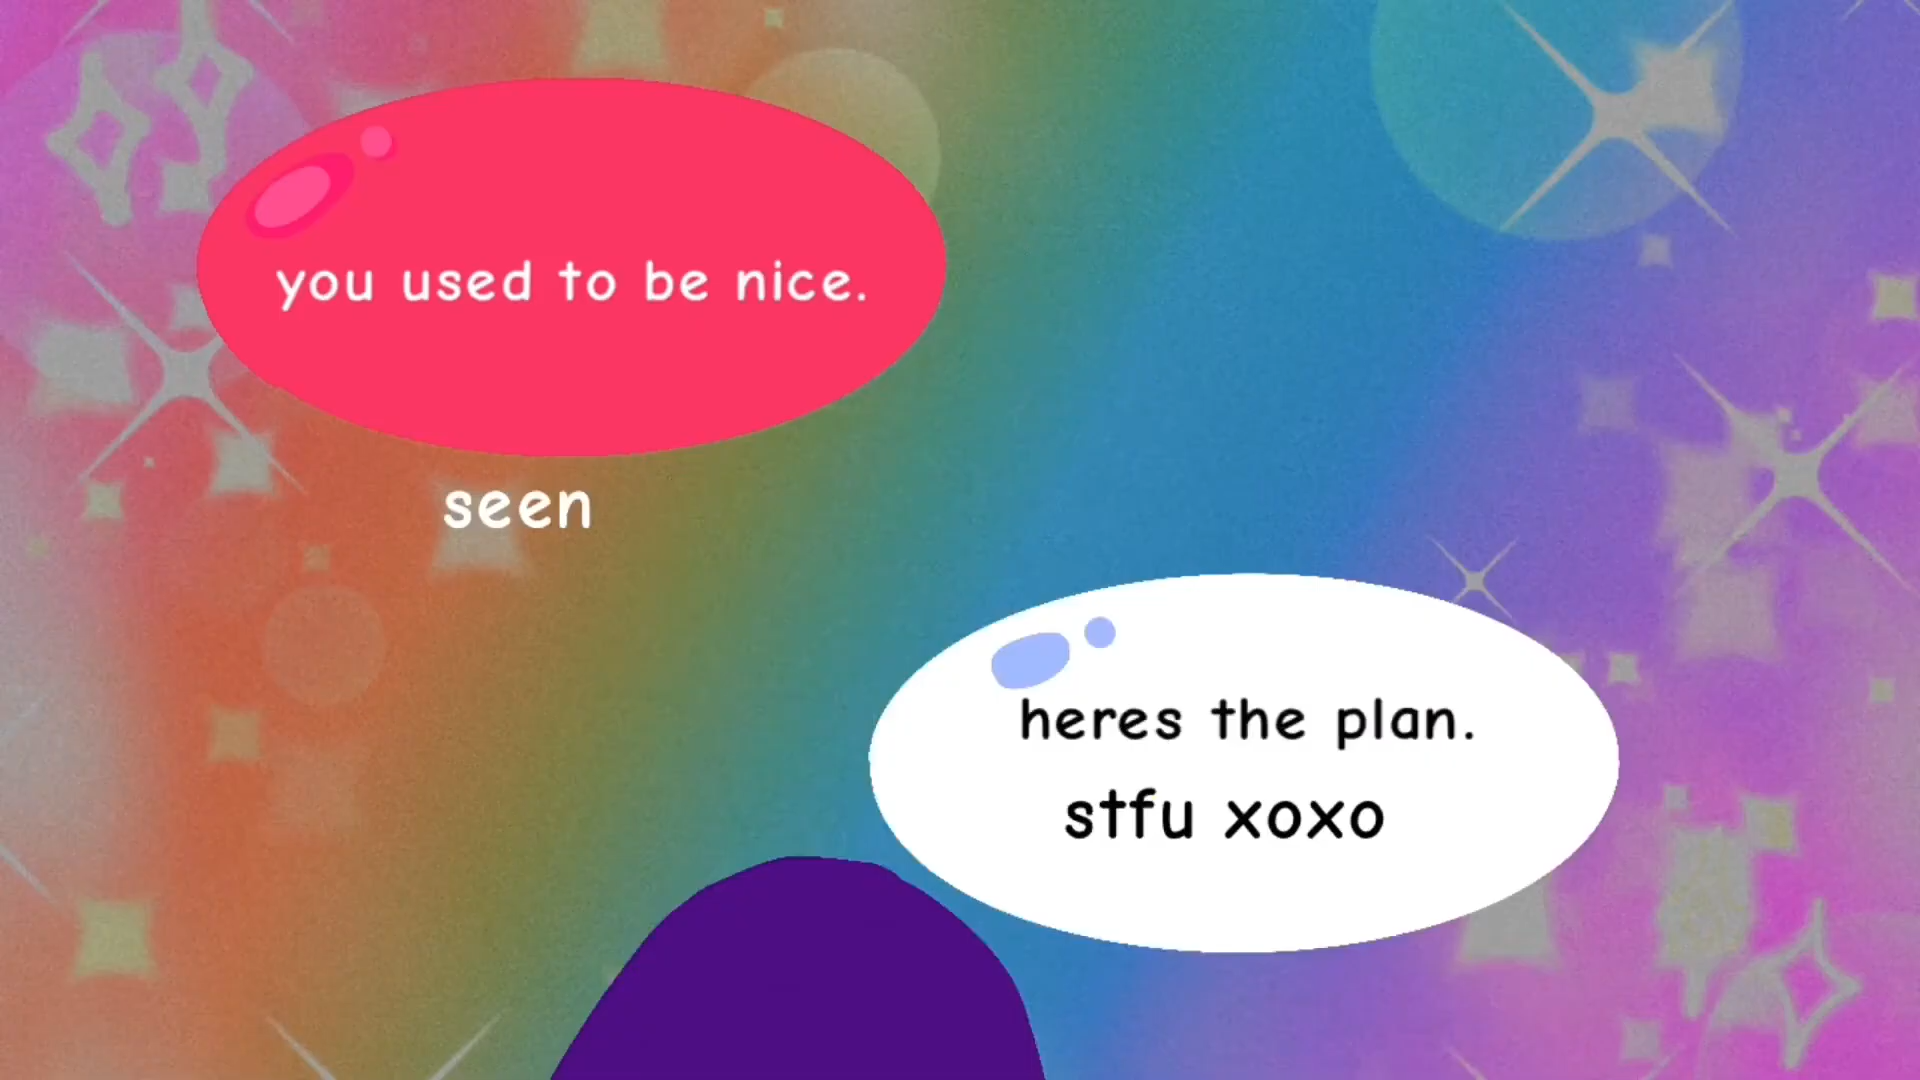 you used to be nice.
seen
heres the plan.
stfu xoxo